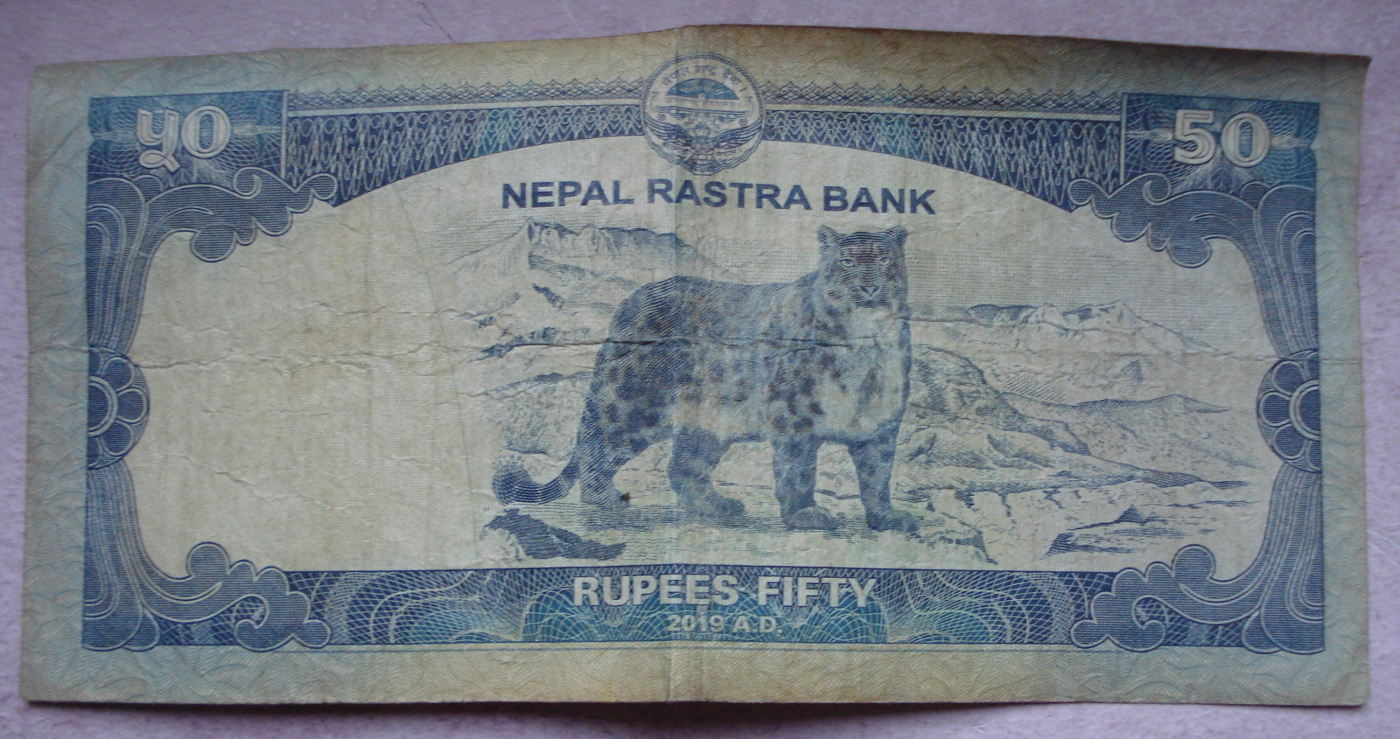 नेपाल राष्ट्र बैंक
५०
50
NEPAL RASTRA BANK
RUPEES FIFTY
2019 A.D.